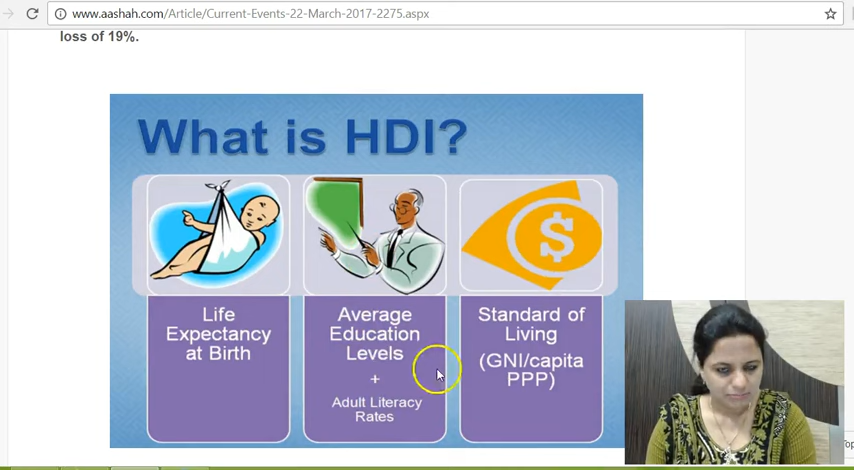 www.aashah.com/Article/Current-Events-22-March-2017-2275.aspx
loss of 19%.
What is HDI?
$
Life
Expectancy
at Birth
Average
Education
Levels
+
Adult Literacy
Rates
Standard of
Living
(GNI/capita
PPP)
Top